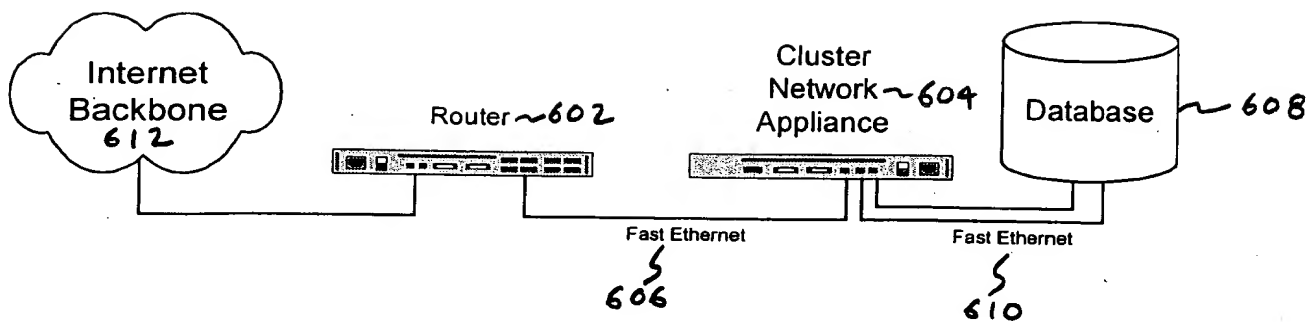 Internet
Backbone
612
Router ~602
Cluster
Network ~604
Appliance
Database
608
Fast Ethernet
606
Fast Ethernet
610